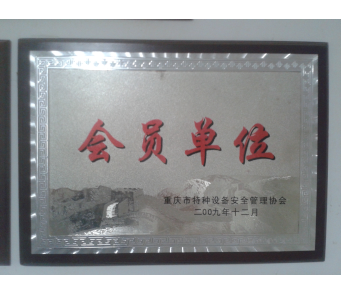 会员单位
重庆市特种设备安全管理协会
二00九年十二月